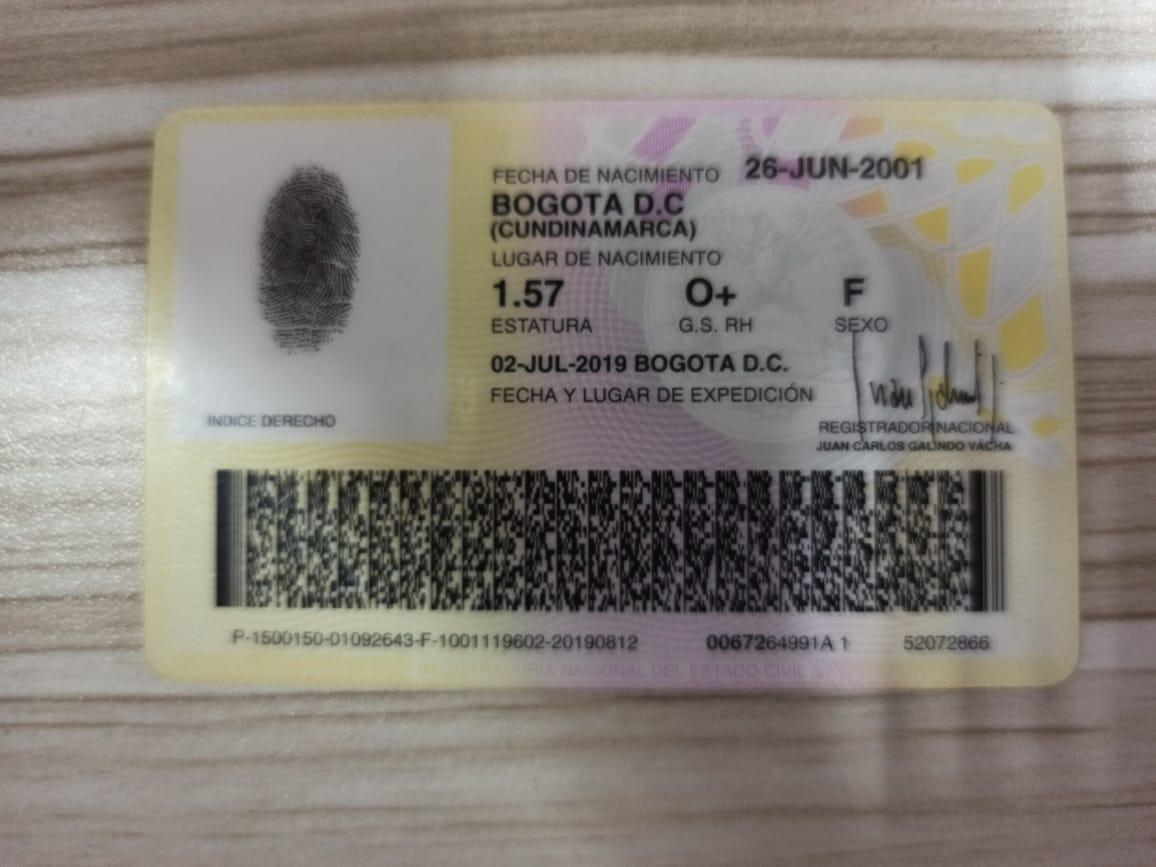 FECHA DE NACIMIENTO 26-JUN-2001
BOGOTA D.C
(CUNDINAMARCA)
LUGAR DE NACIMIENTO
1.57 O+ F
ESTATURA G.S. RH SEXO
02-JUL-2019 BOGOTA D.C.
FECHA Y LUGAR DE EXPEDICIÓN
INDICE DERECHO
REGISTRADOR NACIONAL
JUAN CARLOS GALINDO VACHA
P-1500150-01092643-F-1001119602-20190812 0067264991A 1 52072866
REGISTRADURIA NACIONAL DEL ESTADO CIVIL